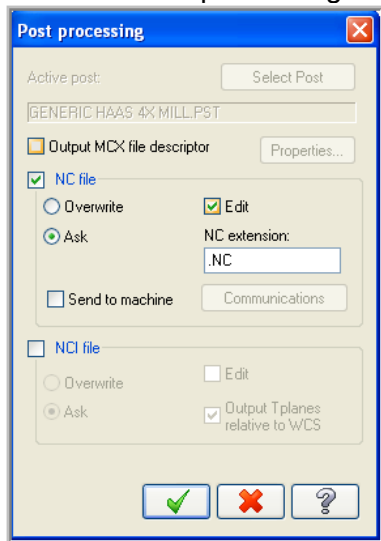 Post processing
Active post:
Select Post
GENERIC HAAS 4X MILL.PST
Output MCX file descriptor
Properties...
NC file
Overwrite
Edit
Ask
NC extension:
.NC
Send to machine
Communications
NCI file
Overwrite
Edit
Ask
Output Tplanes
relative to WCS